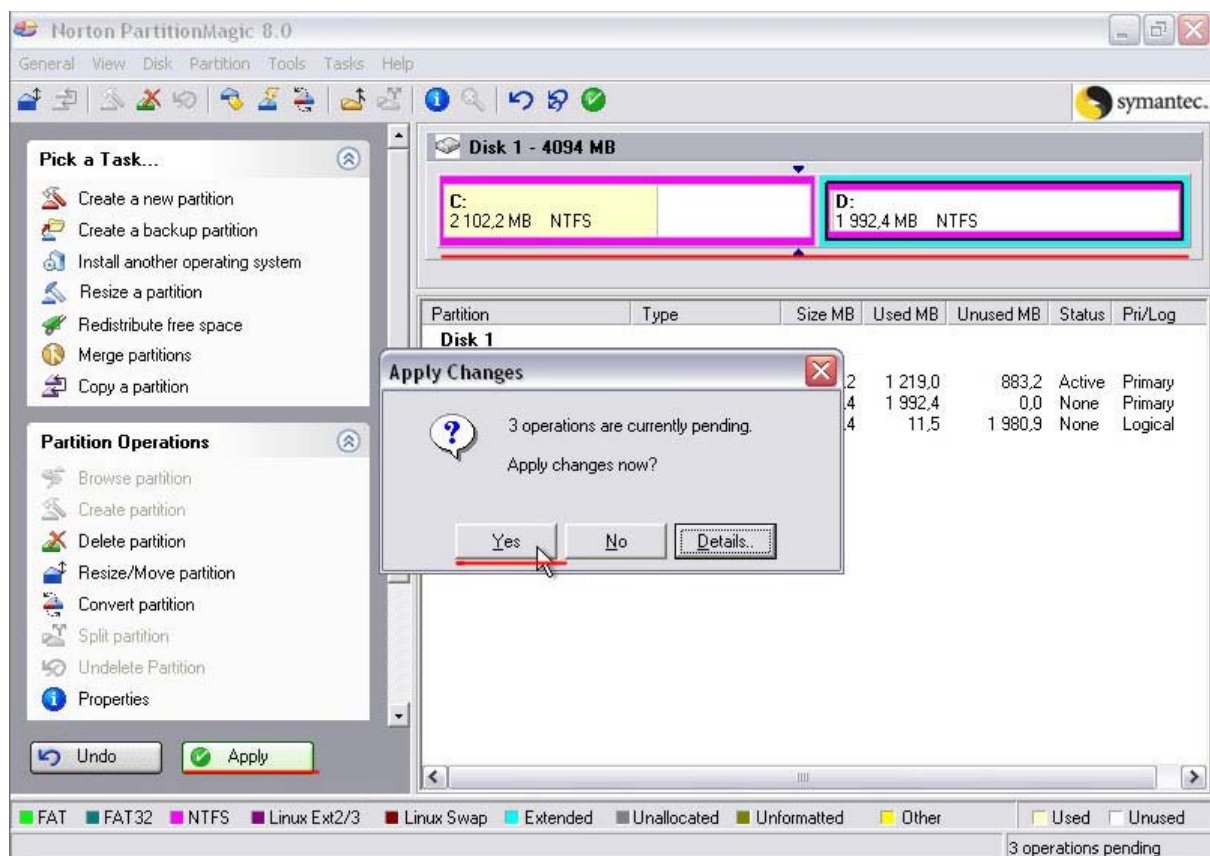 Norton PartitionMagic 8.0
General View Disk Partition Tools Tasks Help
symantec.
Pick a Task...
Create a new partition
Create a backup partition
Install another operating system
Resize a partition
Redistribute free space
Merge partitions
Copy a partition
Partition Operations
Browse partition
Create partition
Delete partition
Resize/Move partition
Convert partition
Split partition
Undelete Partition
Properties
Undo Apply
Disk 1 - 4094 MB
C:
2 102,2 MB NTFS
D:
1 992,4 MB NTFS
Partition Type Size MB Used MB Unused MB Status Pri/Log
Disk 1
,2 1 219,0 883,2 Active Primary
,4 1 992,4 0,0 None Primary
,4 11,5 1 980,9 None Logical
Apply Changes
3 operations are currently pending.
Apply changes now?
Yes No Details..
FAT FAT32 NTFS Linux Ext2/3 Linux Swap Extended Unallocated Unformatted Other Used Unused
3 operations pending